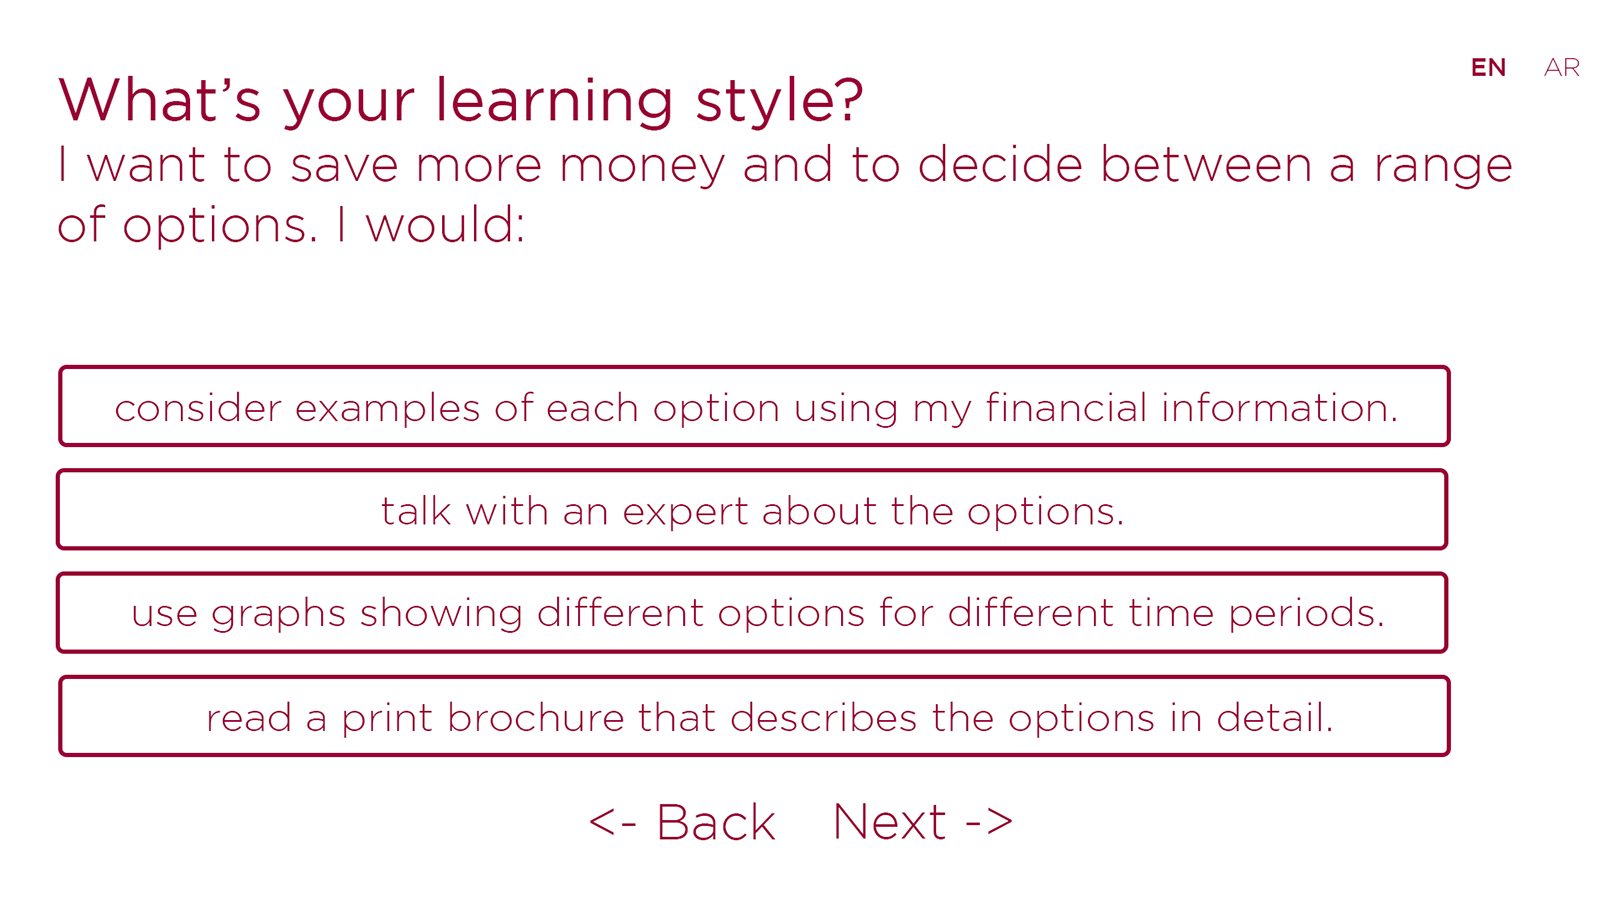 EN AR
What’s your learning style?
I want to save more money and to decide between a range
of options. I would:
consider examples of each option using my financial information.
talk with an expert about the options.
use graphs showing different options for different time periods.
read a print brochure that describes the options in detail.
<- Back Next ->